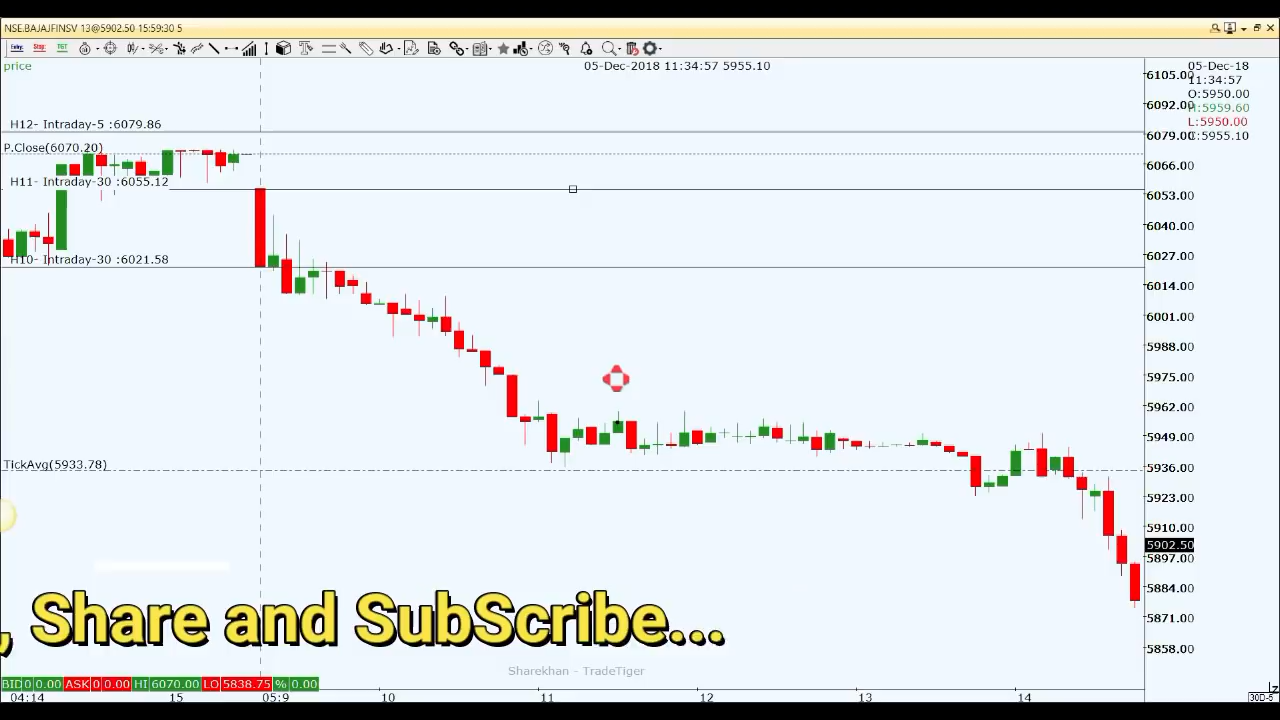 NSE.BAJAJFINSV 13@5902.50 15:59:30 5
Entry Stop TGT
price
05-Dec-2018 11:34:57 5955.10
05-Dec-18
11:34:57
O:5950.00
H:5959.60
L:5950.00
C:5955.10
6105.00
6092.00
6079.00
6066.00
6053.00
6040.00
6027.00
6014.00
6001.00
5988.00
5975.00
5962.00
5949.00
5936.00
5923.00
5910.00
5902.50
5897.00
5884.00
5871.00
5858.00
H12- Intraday-5 :6079.86
P.Close(6070.20)
H11- Intraday-30 :6055.12
H10- Intraday-30 :6021.58
TickAvg(5933.78)
, Share and SubScribe...
Sharekhan - TradeTiger
BID 0 0.00 ASK 0 0.00 HI 6070.00 LO 5838.75 % 0.00
04:14 15 05:9 10 11 12 13 14
30D-5